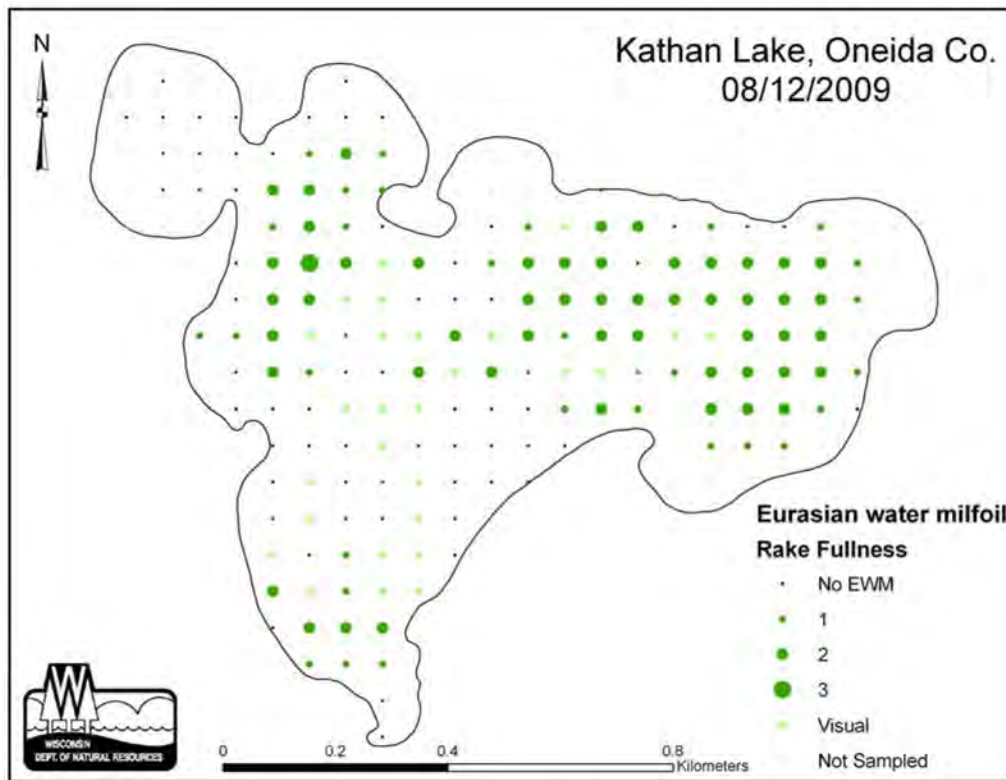 N
Kathan Lake, Oneida Co.
08/12/2009
Eurasian water milfoil
Rake Fullness
No EWM
1
2
3
Visual
Not Sampled
W
WISCONSIN
DEPT. OF NATURAL RESOURCES
0 0.2 0.4 0.8
Kilometers